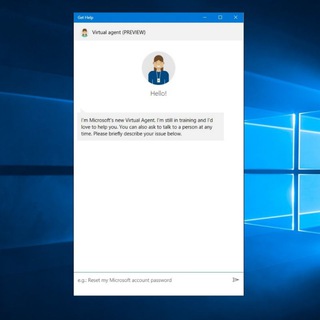 Get Help
Virtual agent (PREVIEW)
Hello!
I'm Microsoft's new Virtual Agent. I'm still in training and I'd
love to help you. You can also ask to talk to a person at any
time. Please briefly describe your issue below.
e.g.: Reset my Microsoft account password